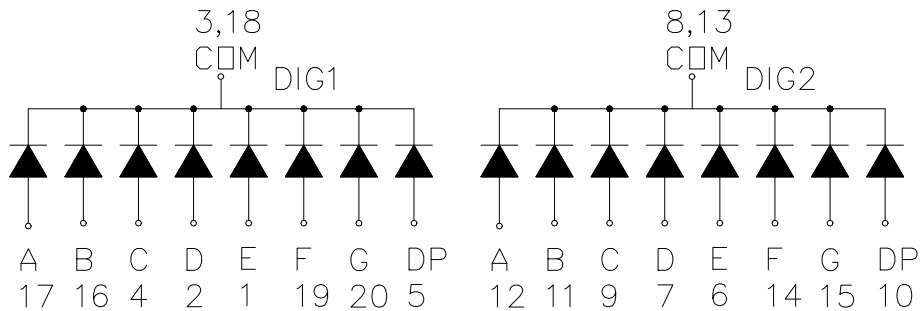 3,18 8,13
COM COM
DIG1 DIG2
A B C D E F G DP A B C D E F G DP
17 16 4 2 1 19 20 5 12 11 9 7 6 14 15 10